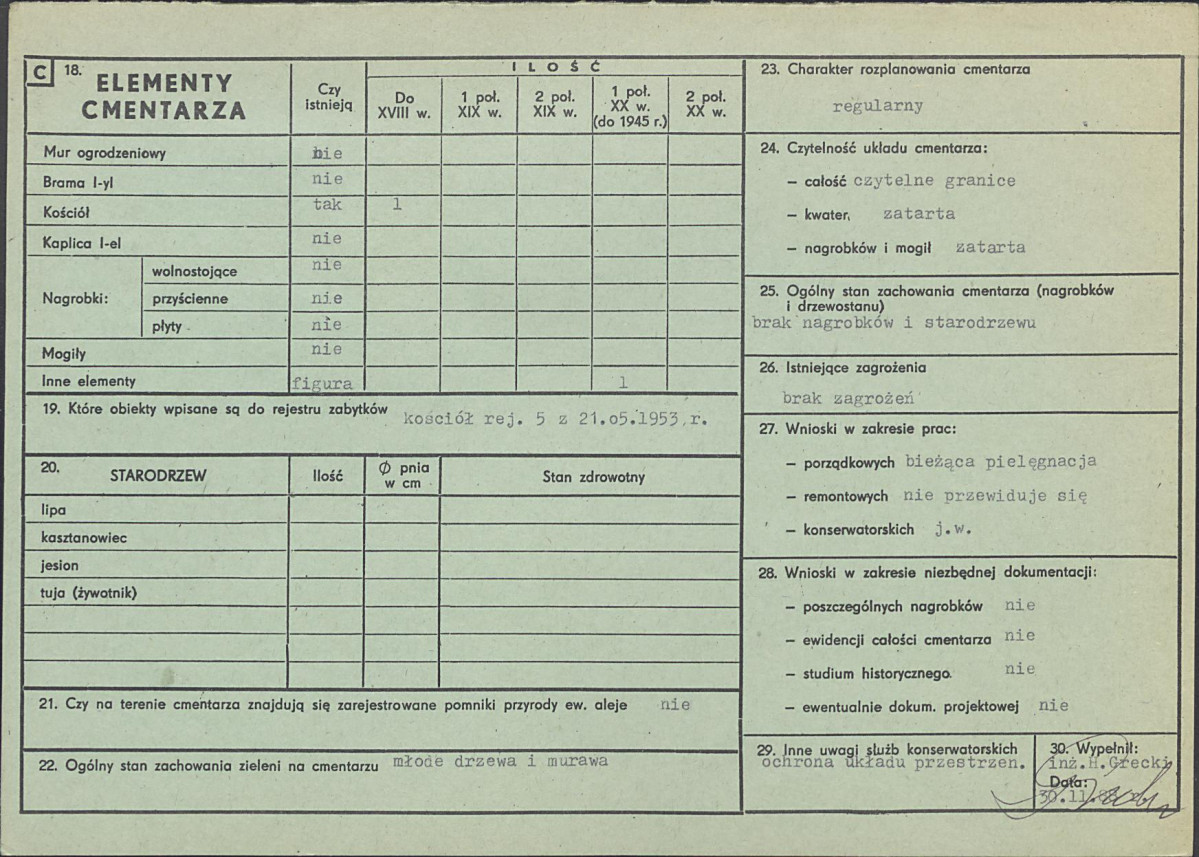 C 18. ELEMENTY CMENTARZA
Czy istnieją
ILOŚĆ
Do XVIII w.
1 poł. XIX w.
2 poł. XIX w.
1 poł. XX w. (do 1945 r.)
2 poł. XX w.
Mur ogrodzeniowy nie
Brama I-yl nie
Kościół tak 1
Kaplica I-el nie
Nagrobki:
wolnostojące nie
przyścienne nie
płyty nie
Mogiły nie
Inne elementy figura 1
19. Które obiekty wpisane są do rejestru zabytków kościół rej. 5 z 21.o5.1953 r.
20. STARODRZEW Ilość Ø pnia w cm Stan zdrowotny
lipa
kasztanowiec
jesion
tuja (żywotnik)
21. Czy na terenie cmentarza znajdują się zarejestrowane pomniki przyrody ew. aleje nie
22. Ogólny stan zachowania zieleni na cmentarzu młode drzewa i murawa
23. Charakter rozplanowania cmentarza
regularny
24. Czytelność układu cmentarza:
– całość czytelne granice
– kwater, zatarta
– nagrobków i mogił zatarta
25. Ogólny stan zachowania cmentarza (nagrobków
i drzewostanu)
brak nagrobków i starodrzewu
26. Istniejące zagrożenia
brak zagrożeń
27. Wnioski w zakresie prac:
– porządkowych bieżąca pielęgnacja
– remontowych nie przewiduje się
– konserwatorskich j.w.
28. Wnioski w zakresie niezbędnej dokumentacji:
– poszczególnych nagrobków nie
– ewidencji całości cmentarza nie
– studium historycznego nie
– ewentualnie dokum. projektowej nie
29. Inne uwagi służb konserwatorskich
ochrona układu przestrzen.
30. Wypełnił:
inż.H.Grecki
Data:
30.11.